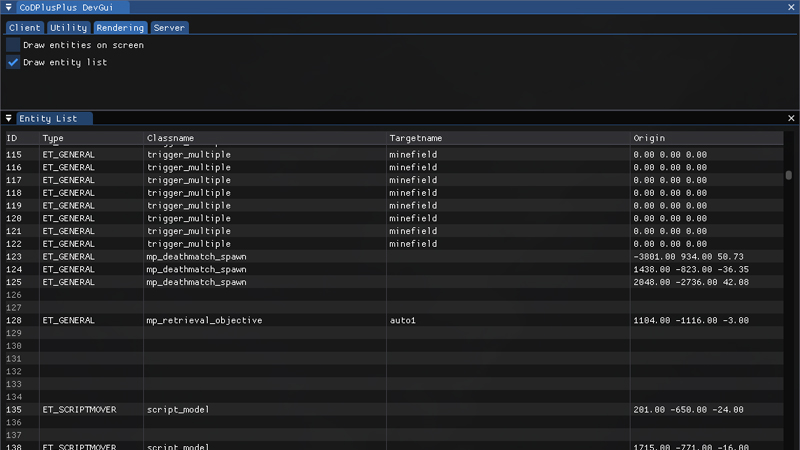 CoDPlusPlus DevGui
Client Utility Rendering Server
Draw entities on screen
Draw entity list
Entity List
ID Type Classname Targetname Origin
115 ET_GENERAL trigger_multiple minefield 0.00 0.00 0.00
116 ET_GENERAL trigger_multiple minefield 0.00 0.00 0.00
117 ET_GENERAL trigger_multiple minefield 0.00 0.00 0.00
118 ET_GENERAL trigger_multiple minefield 0.00 0.00 0.00
119 ET_GENERAL trigger_multiple minefield 0.00 0.00 0.00
120 ET_GENERAL trigger_multiple minefield 0.00 0.00 0.00
121 ET_GENERAL trigger_multiple minefield 0.00 0.00 0.00
122 ET_GENERAL trigger_multiple minefield 0.00 0.00 0.00
123 ET_GENERAL mp_deathmatch_spawn -3801.00 934.00 50.73
124 ET_GENERAL mp_deathmatch_spawn 1438.00 -823.00 -36.35
125 ET_GENERAL mp_deathmatch_spawn 2048.00 -2736.00 42.08
126
127
128 ET_GENERAL mp_retrieval_objective auto1 1104.00 -1116.00 -3.00
129
130
131
132
133
134
135 ET_SCRIPTMOVER script_model 201.00 -650.00 -24.00
136
137
138 ET_SCRIPTMOVER script_model 1715.00 -771.00 -16.00